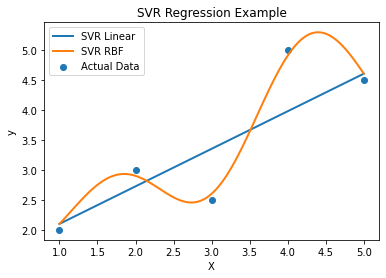 SVR Regression Example
SVR Linear
SVR RBF
Actual Data
y
5.0
4.5
4.0
3.5
3.0
2.5
2.0
1.0 1.5 2.0 2.5 3.0 3.5 4.0 4.5 5.0
X